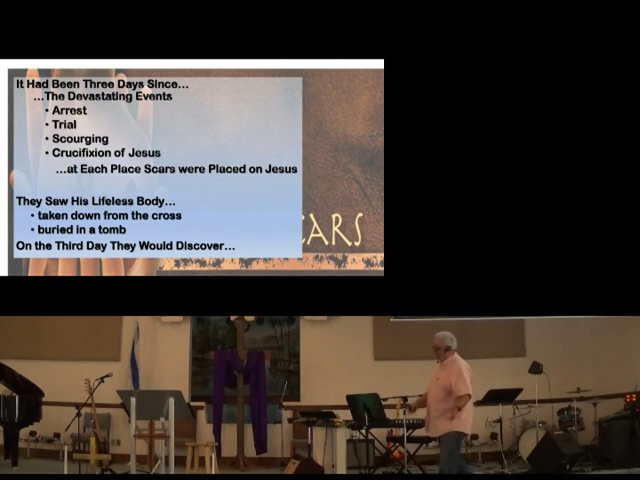 It Had Been Three Days Since…
…The Devastating Events
• Arrest
• Trial
• Scourging
• Crucifixion of Jesus
…at Each Place Scars were Placed on Jesus
They Saw His Lifeless Body…
• taken down from the cross
• buried in a tomb
On the Third Day They Would Discover…
CARS